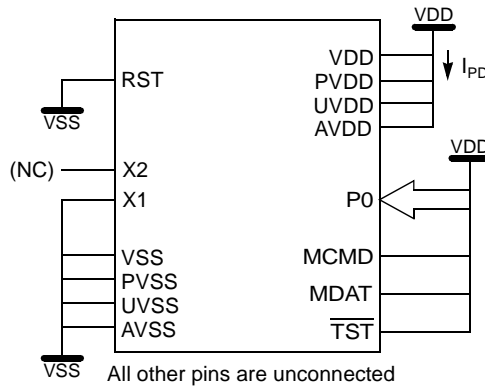 VDD
VDD
I_PD
PVDD
RST
UVDD
VSS
AVDD
VDD
(NC)
X2
X1
P0
VSS
MCMD
PVSS
UVSS
MDAT
AVSS
TST
VSS
All other pins are unconnected